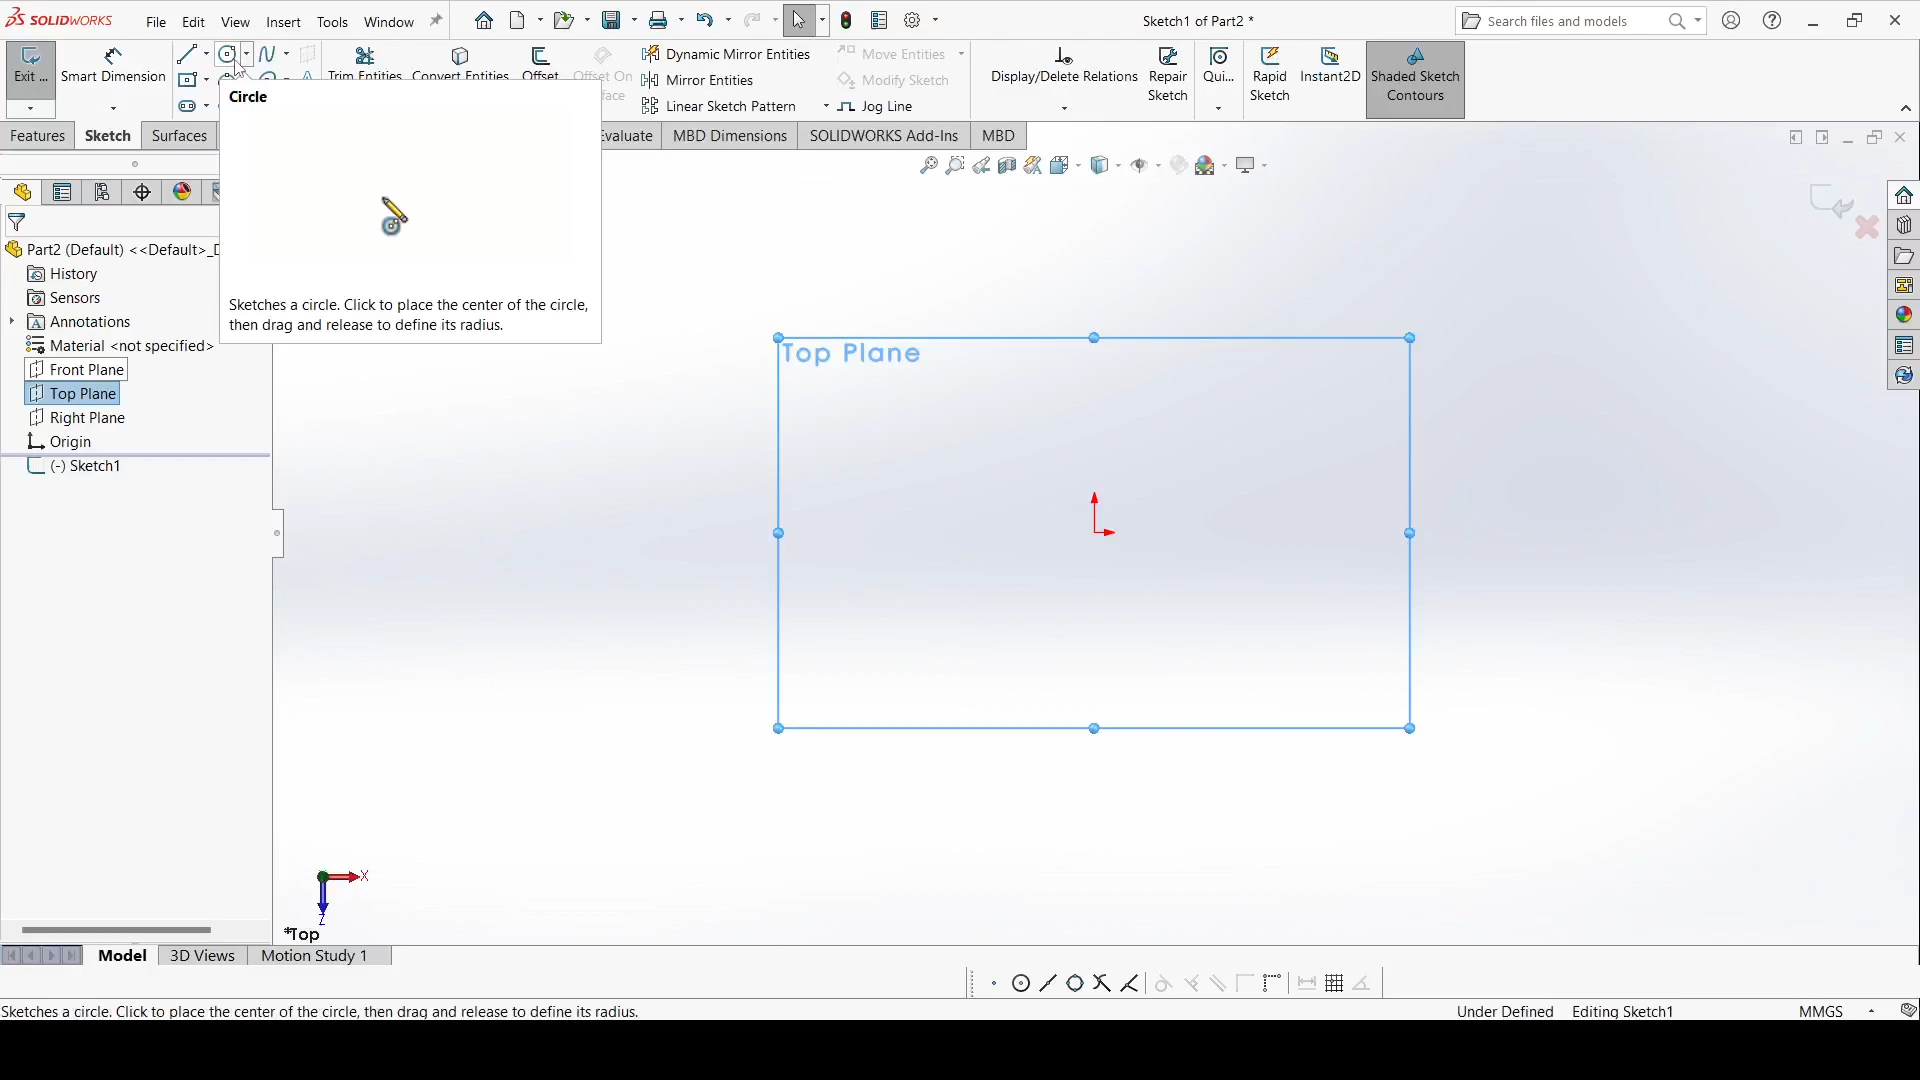 SOLIDWORKS
File Edit View Insert Tools Window
Sketch1 of Part2 *
Search files and models
Exit ...
Smart Dimension
Trim Entities
Convert Entities
Offset
Offset On
Dynamic Mirror Entities
Mirror Entities
Linear Sketch Pattern
Move Entities
Modify Sketch
Jog Line
Display/Delete Relations
Repair
Sketch
Qui...
Rapid
Sketch
Instant2D
Shaded Sketch
Contours
Circle
Features Sketch Surfaces Evaluate MBD Dimensions SOLIDWORKS Add-Ins MBD
Part2 (Default) <<Default>_D
History
Sensors
Annotations
Material <not specified>
Front Plane
Top Plane
Right Plane
Origin
(-) Sketch1
Sketches a circle. Click to place the center of the circle,
then drag and release to define its radius.
Top Plane
X
Z
*Top
Model 3D Views Motion Study 1
Sketches a circle. Click to place the center of the circle, then drag and release to define its radius.
Under Defined Editing Sketch1 MMGS